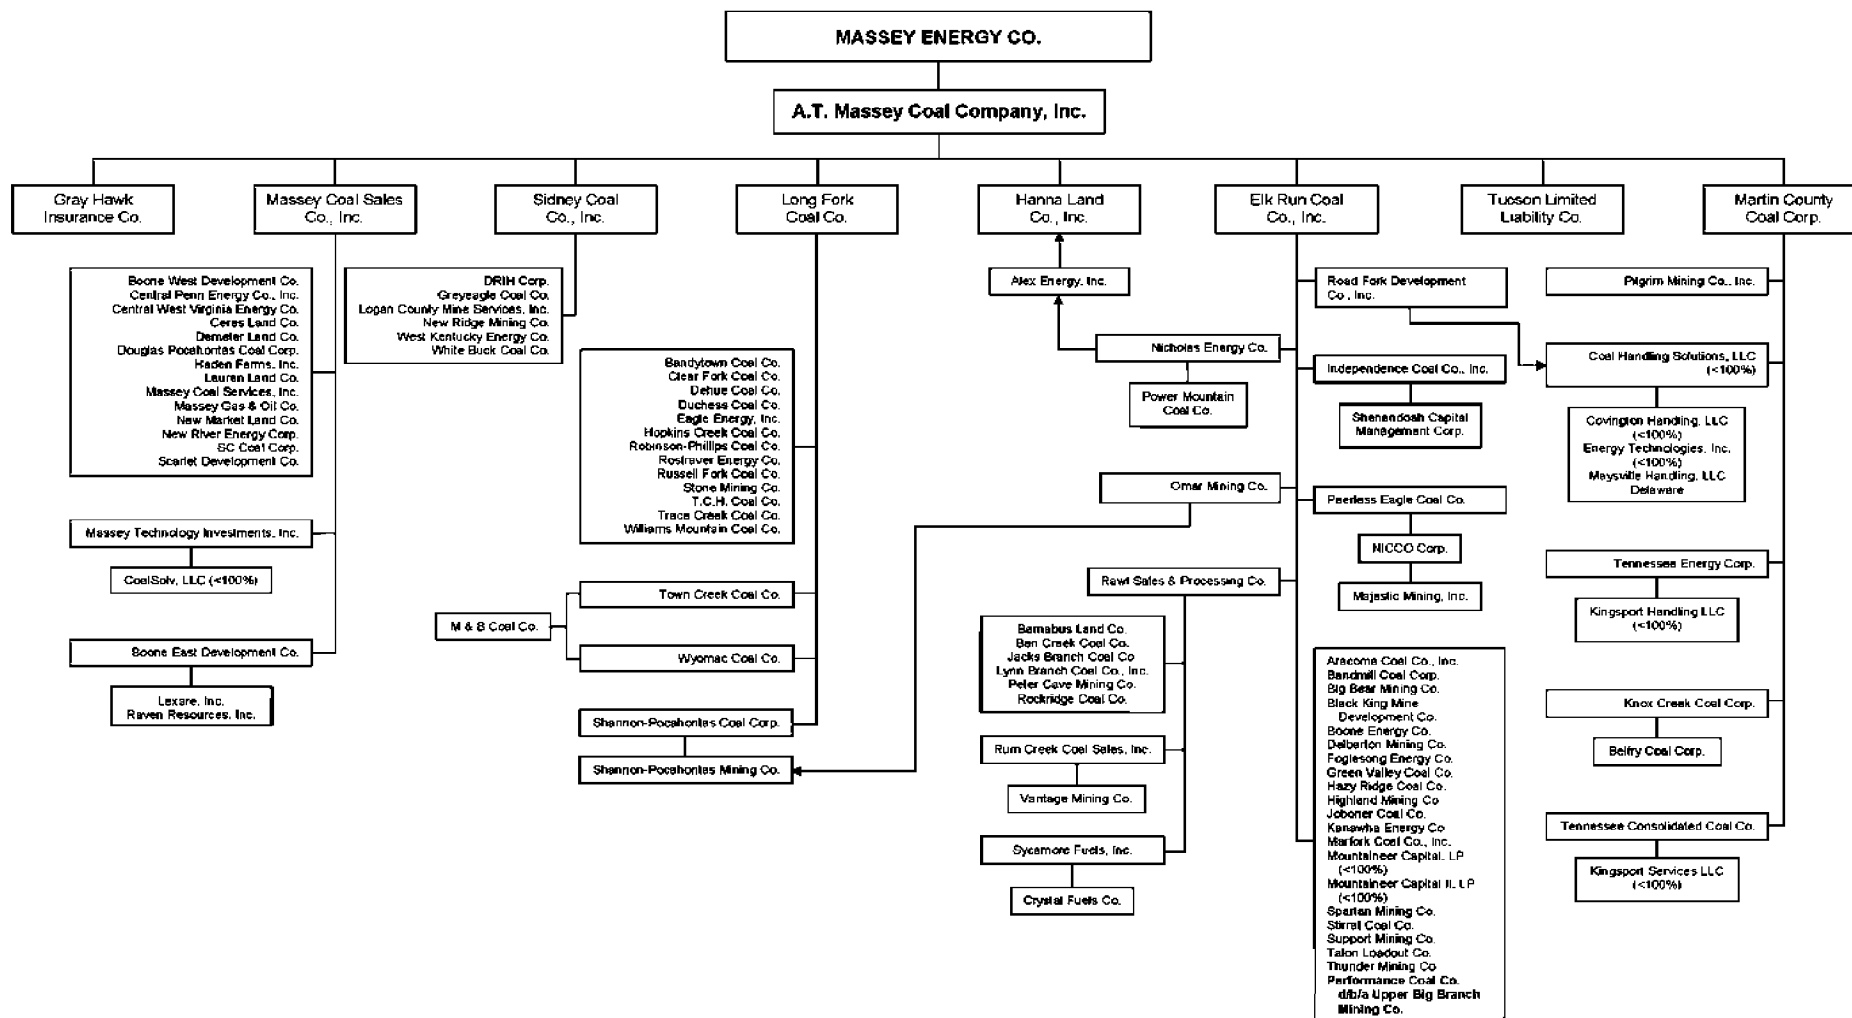 MASSEY ENERGY CO.
A.T. Massey Coal Company, Inc.
Gray Hawk
Insurance Co.
Massey Coal Sales
Co., Inc.
Sidney Coal
Co., Inc.
Long Fork
Coal Co.
Hanna Land
Co., Inc.
Elk Run Coal
Co., Inc.
Tucson Limited
Liability Co.
Martin County
Coal Corp.
Boone West Development Co.
Central Penn Energy Co., Inc.
Central West Virginia Energy Co.
Ceres Land Co.
Demeter Land Co.
Douglas Pocahontas Coal Corp.
Haden Farms, Inc.
Lauren Land Co.
Massey Coal Services, Inc.
Massey Gas & Oil Co.
New Market Land Co.
New River Energy Corp.
SC Coal Corp.
Scarlet Development Co.
Massey Technology Investments, Inc.
CoalSolv, LLC (<100%)
Boone East Development Co.
Lexare, Inc.
Raven Resources, Inc.
DRIH Corp.
Greyeagle Coal Co.
Logan County Mine Services, Inc.
New Ridge Mining Co.
West Kentucky Energy Co.
White Buck Coal Co.
Bandytown Coal Co.
Clear Fork Coal Co.
Dehue Coal Co.
Duchess Coal Co.
Eagle Energy, Inc.
Hopkins Creek Coal Co.
Robinson-Phillips Coal Co.
Rostraver Energy Co.
Russell Fork Coal Co.
Stone Mining Co.
T.C.H. Coal Co.
Trace Creek Coal Co.
Williams Mountain Coal Co.
Town Creek Coal Co.
M & B Coal Co.
Wyomac Coal Co.
Shannon-Pocahontas Coal Corp.
Shannon-Pocahontas Mining Co.
Alex Energy, Inc.
Nicholas Energy Co.
Power Mountain
Coal Co.
Omar Mining Co.
Rawl Sales & Processing Co.
Barnabus Land Co.
Ben Creek Coal Co.
Jacks Branch Coal Co
Lynn Branch Coal Co., Inc.
Peter Cave Mining Co.
Rockridge Coal Co.
Rum Creek Coal Sales, Inc.
Vantage Mining Co.
Sycamore Fuels, Inc.
Crystal Fuels Co.
Road Fork Development
Co., Inc.
Independence Coal Co., Inc.
Shenandoah Capital
Management Corp.
Peerless Eagle Coal Co.
NICCO Corp.
Majestic Mining, Inc.
Aracoma Coal Co., Inc.
Bandmill Coal Corp.
Big Bear Mining Co.
Black King Mine
Development Co.
Boone Energy Co.
Delbarton Mining Co.
Foglesong Energy Co.
Green Valley Coal Co.
Hazy Ridge Coal Co.
Highland Mining Co
Joboner Coal Co.
Kanawha Energy Co
Marfork Coal Co., Inc.
Mountaineer Capital, LP
(<100%)
Mountaineer Capital II, LP
(<100%)
Spartan Mining Co.
Stirrat Coal Co.
Support Mining Co.
Talon Loadout Co.
Thunder Mining Co
Performance Coal Co.
d/b/a Upper Big Branch
Mining Co.
Pilgrim Mining Co., Inc.
Coal Handling Solutions, LLC
(<100%)
Covington Handling, LLC
(<100%)
Energy Technologies, Inc.
(<100%)
Maysville Handling, LLC
Delaware
Tennessee Energy Corp.
Kingsport Handling LLC
(<100%)
Knox Creek Coal Corp.
Belfry Coal Corp.
Tennessee Consolidated Coal Co.
Kingsport Services LLC
(<100%)